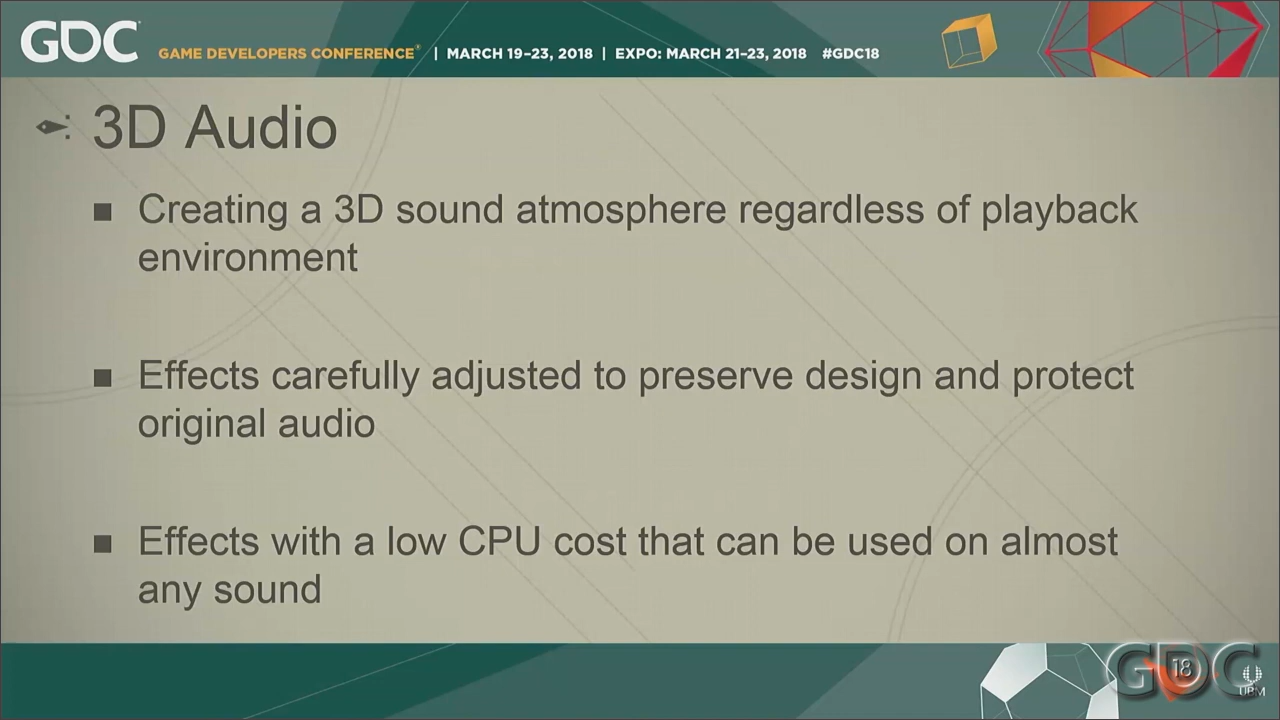 GDC GAME DEVELOPERS CONFERENCE® | MARCH 19–23, 2018 | EXPO: MARCH 21–23, 2018 #GDC18
3D Audio
■ Creating a 3D sound atmosphere regardless of playback
environment
■ Effects carefully adjusted to preserve design and protect
original audio
■ Effects with a low CPU cost that can be used on almost
any sound
GDC 18
UBM